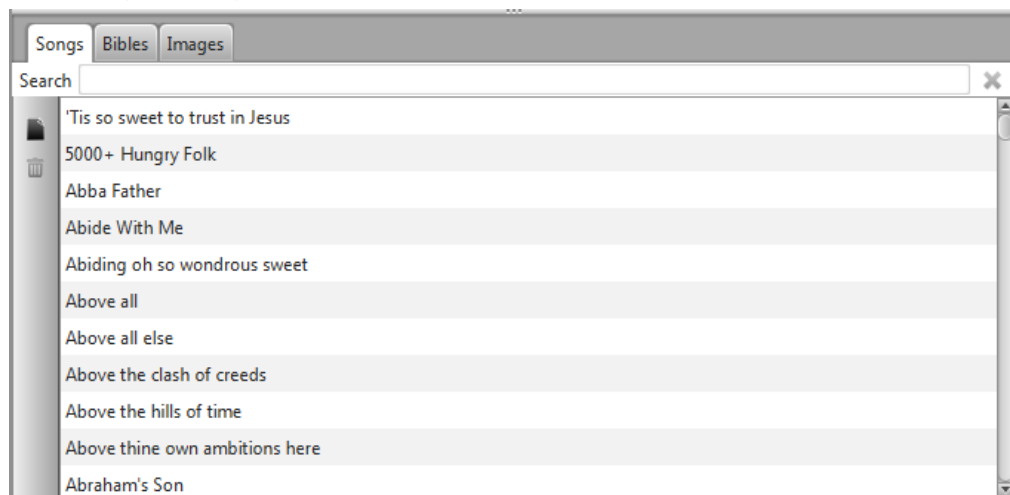 Songs Bibles Images
Search
'Tis so sweet to trust in Jesus
5000+ Hungry Folk
Abba Father
Abide With Me
Abiding oh so wondrous sweet
Above all
Above all else
Above the clash of creeds
Above the hills of time
Above thine own ambitions here
Abraham's Son